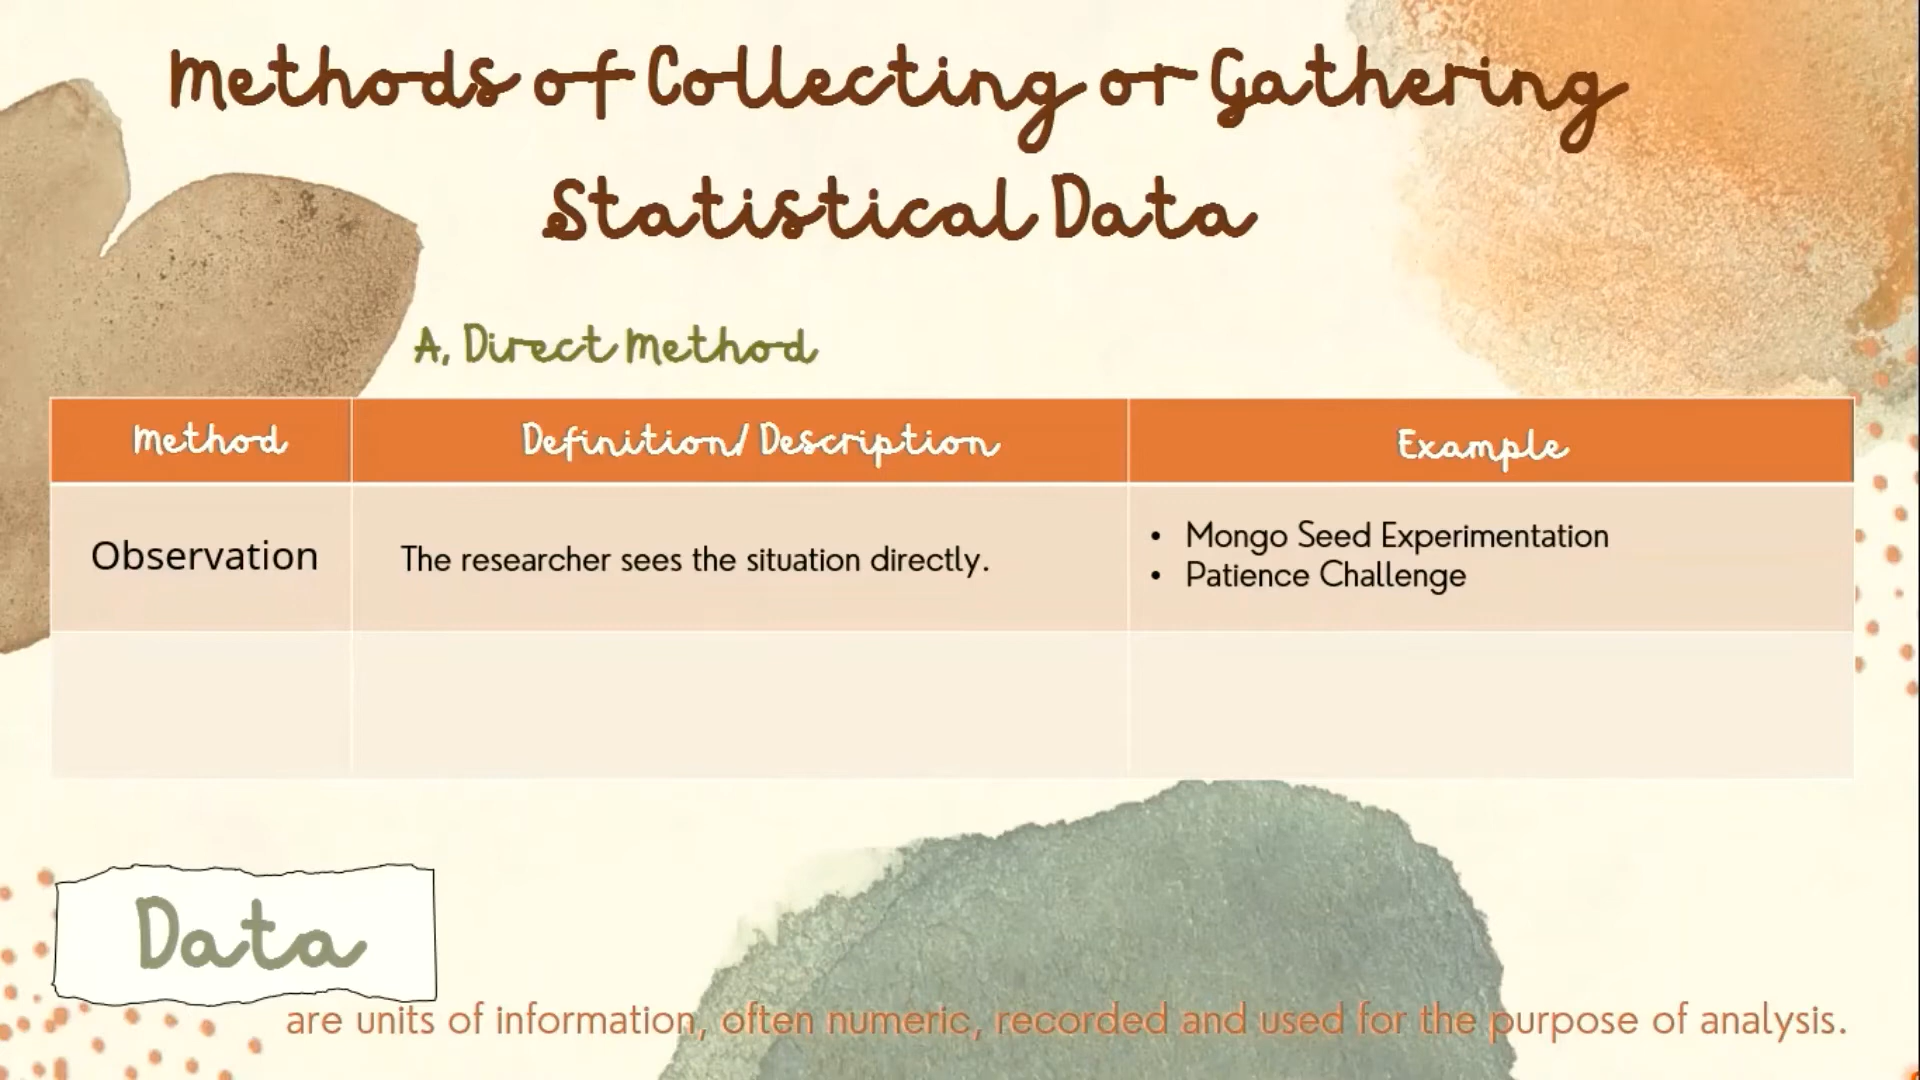 Methods of Collecting or Gathering
Statistical Data
A. Direct Method
Method
Definition/ Description
Example
Observation
The researcher sees the situation directly.
• Mongo Seed Experimentation
• Patience Challenge
Data
are units of information, often numeric, recorded and used for the purpose of analysis.